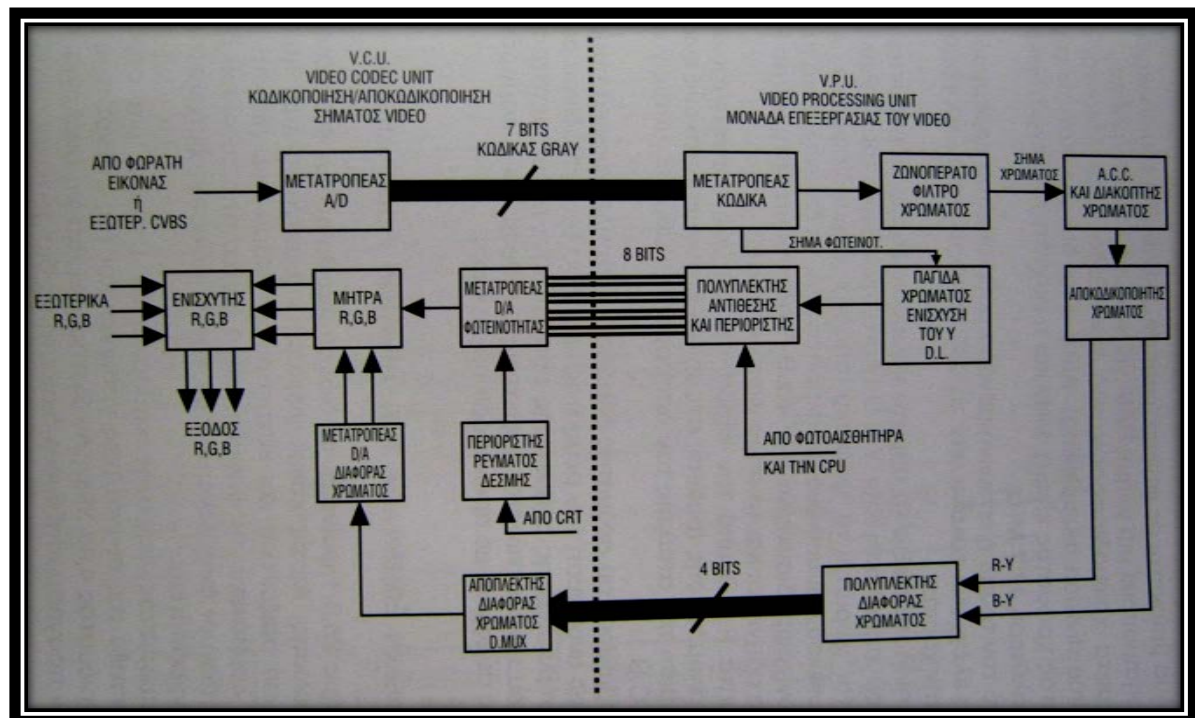 V.C.U.
VIDEO CODEC UNIT
ΚΩΔΙΚΟΠΟΙΗΣΗ/ΑΠΟΚΩΔΙΚΟΠΟΙΗΣΗ
ΣΗΜΑΤΟΣ VIDEO
V.P.U.
VIDEO PROCESSING UNIT
ΜΟΝΑΔΑ ΕΠΕΞΕΡΓΑΣΙΑΣ ΤΟΥ VIDEO
ΑΠΟ ΦΩΡΑΤΗ
ΕΙΚΟΝΑΣ
ή
ΕΞΩΤΕΡ. CVBS
ΜΕΤΑΤΡΟΠΕΑΣ
A/D
7 BITS
ΚΩΔΙΚΑΣ GRAY
ΜΕΤΑΤΡΟΠΕΑΣ
ΚΩΔΙΚΑ
ΖΩΝΟΠΕΡΑΤΟ
ΦΙΛΤΡΟ
ΧΡΩΜΑΤΟΣ
ΣΗΜΑ
ΧΡΩΜΑΤΟΣ
A.C.C.
ΚΑΙ ΔΙΑΚΟΠΤΗΣ
ΧΡΩΜΑΤΟΣ
ΣΗΜΑ ΦΩΤΕΙΝΟΤ.
ΕΞΩΤΕΡΙΚΑ
R,G,B
ΕΝΙΣΧΥΤΗΣ
R,G,B
ΜΗΤΡΑ
R,G,B
ΜΕΤΑΤΡΟΠΕΑΣ
D/A
ΦΩΤΕΙΝΟΤΗΤΑΣ
8 BITS
ΠΟΛΥΠΛΕΚΤΗΣ
ΑΝΤΙΘΕΣΗΣ
ΚΑΙ ΠΕΡΙΟΡΙΣΤΗΣ
ΠΑΓΙΔΑ
ΧΡΩΜΑΤΟΣ
ΕΝΙΣΧΥΣΗ
ΤΟΥ Υ
D.L.
ΑΠΟΚΩΔΙΚΟΠΟΙΗΤΗΣ
ΧΡΩΜΑΤΟΣ
ΕΞΟΔΟΣ
R,G,B
ΜΕΤΑΤΡΟΠΕΑΣ
D/A
ΔΙΑΦΟΡΑΣ
ΧΡΩΜΑΤΟΣ
ΠΕΡΙΟΡΙΣΤΗΣ
ΡΕΥΜΑΤΟΣ
ΔΕΣΜΗΣ
ΑΠΟ ΦΩΤΟΑΙΣΘΗΤΗΡΑ
ΚΑΙ ΤΗΝ CPU
ΑΠΟ CRT
ΑΠΟΠΛΕΚΤΗΣ
ΔΙΑΦΟΡΑΣ
ΧΡΩΜΑΤΟΣ
D.MUX
4 BITS
ΠΟΛΥΠΛΕΚΤΗΣ
ΔΙΑΦΟΡΑΣ
ΧΡΩΜΑΤΟΣ
R-Y
B-Y